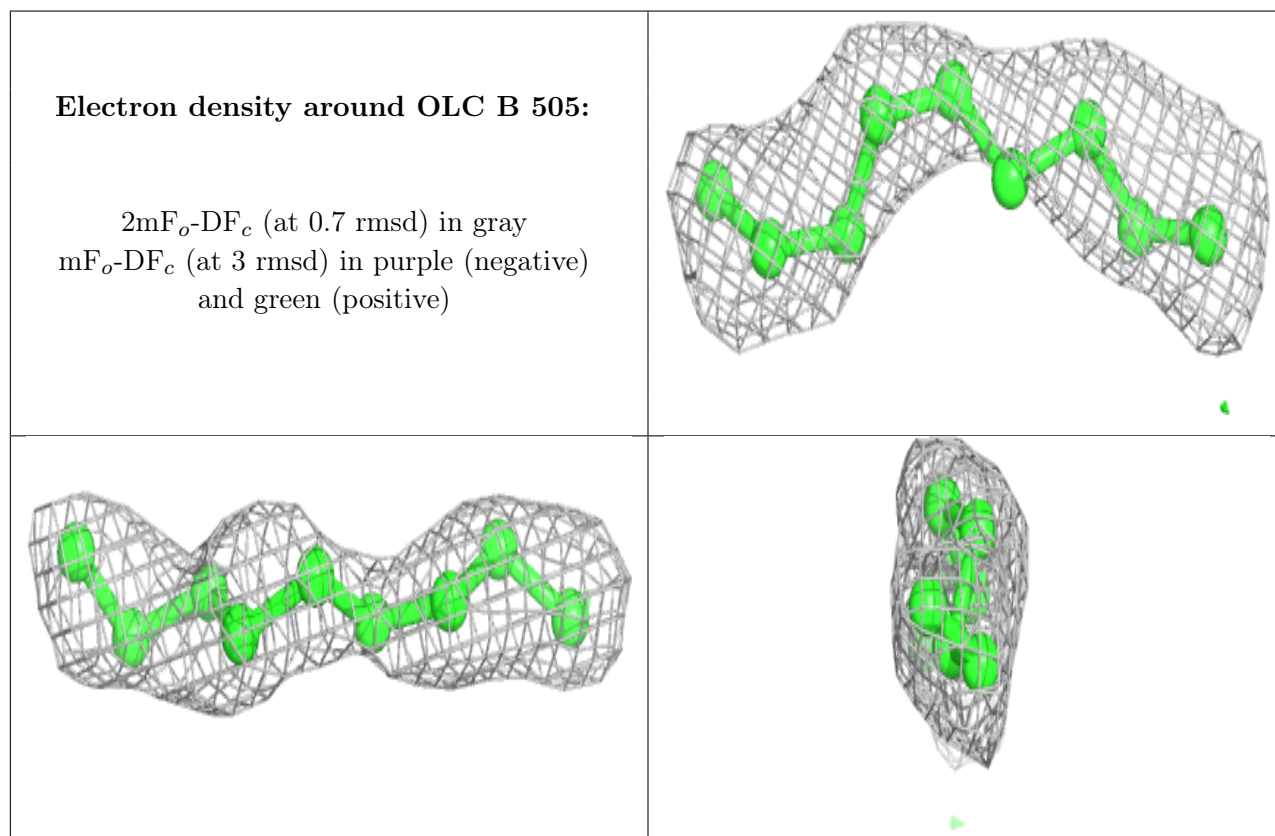 Electron density around OLC B 505:
2mFₒ-DF𝑐 (at 0.7 rmsd) in gray
mFₒ-DF𝑐 (at 3 rmsd) in purple (negative)
and green (positive)